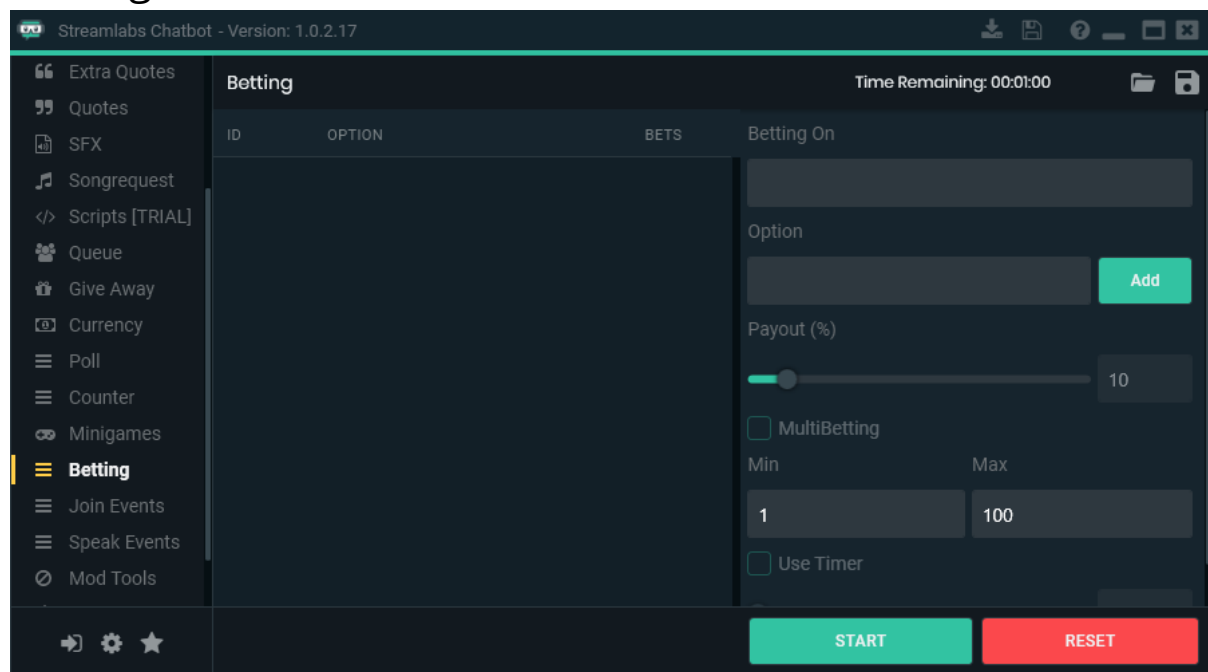 Streamlabs Chatbot - Version: 1.0.2.17
Extra Quotes
Quotes
SFX
Songrequest
Scripts [TRIAL]
Queue
Give Away
Currency
Poll
Counter
Minigames
Betting
Join Events
Speak Events
Mod Tools
Betting
Time Remaining: 00:01:00
ID OPTION BETS
Betting On
Option
Add
Payout (%)
10
MultiBetting
Min Max
1 100
Use Timer
START RESET